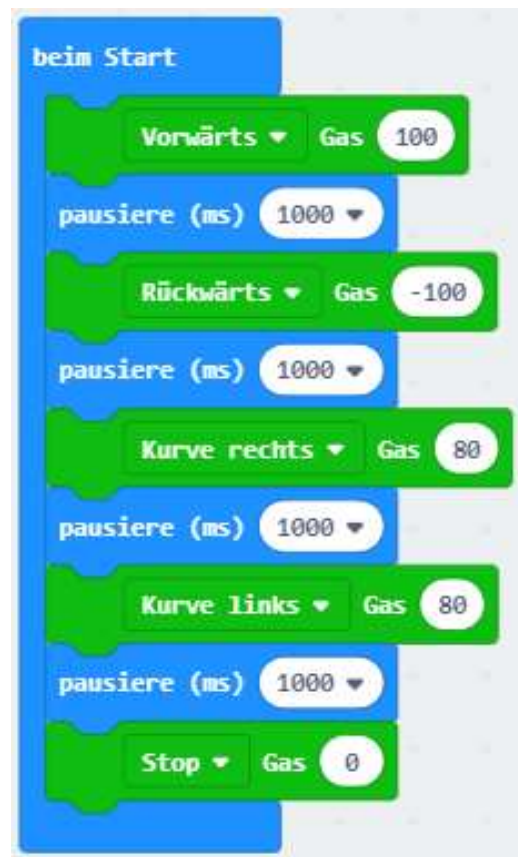 beim Start
Vorwärts Gas 100
pausiere (ms) 1000
Rückwärts Gas -100
pausiere (ms) 1000
Kurve rechts Gas 80
pausiere (ms) 1000
Kurve links Gas 80
pausiere (ms) 1000
Stop Gas 0